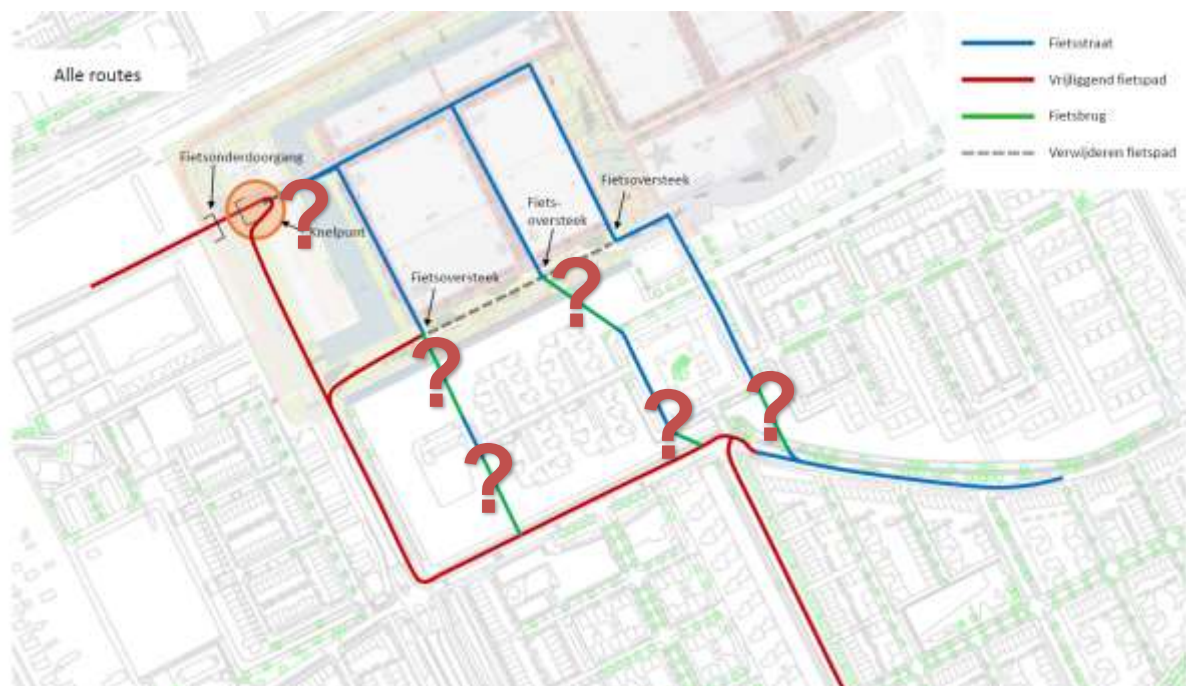 Alle routes
Fietsstraat
Vrijliggend fietspad
Fietsbrug
Verwijderen fietspad
Fietsonderdoorgang
?
Knelpunt
Fietsoversteek
Fiets-
oversteek
Fietsoversteek
?
?
?
?
?